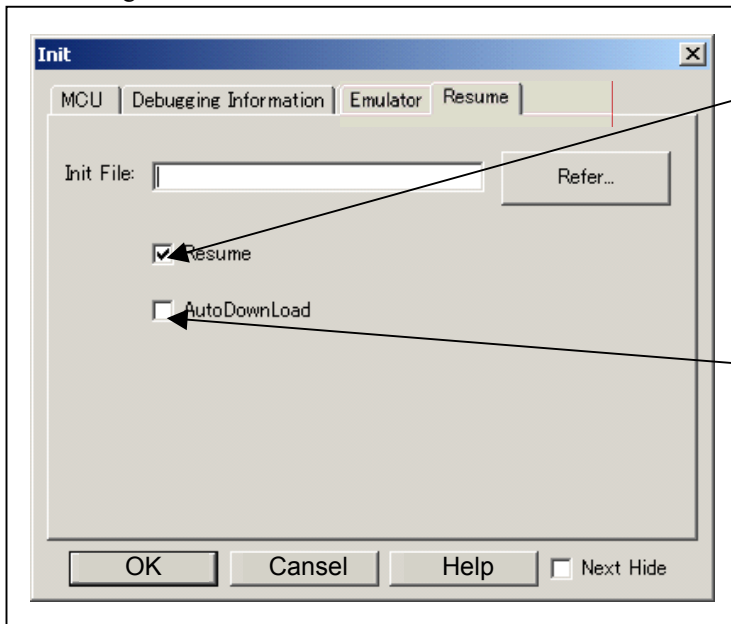 Init
MCU Debugging Information Emulator Resume
Init File: Refer...
Resume
AutoDownLoad
OK Cansel Help Next Hide